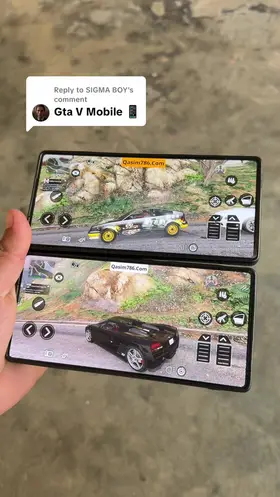 Reply to SIGMA BOY's
comment
Gta V Mobile
Qasim786.Com
Qasim786.Com